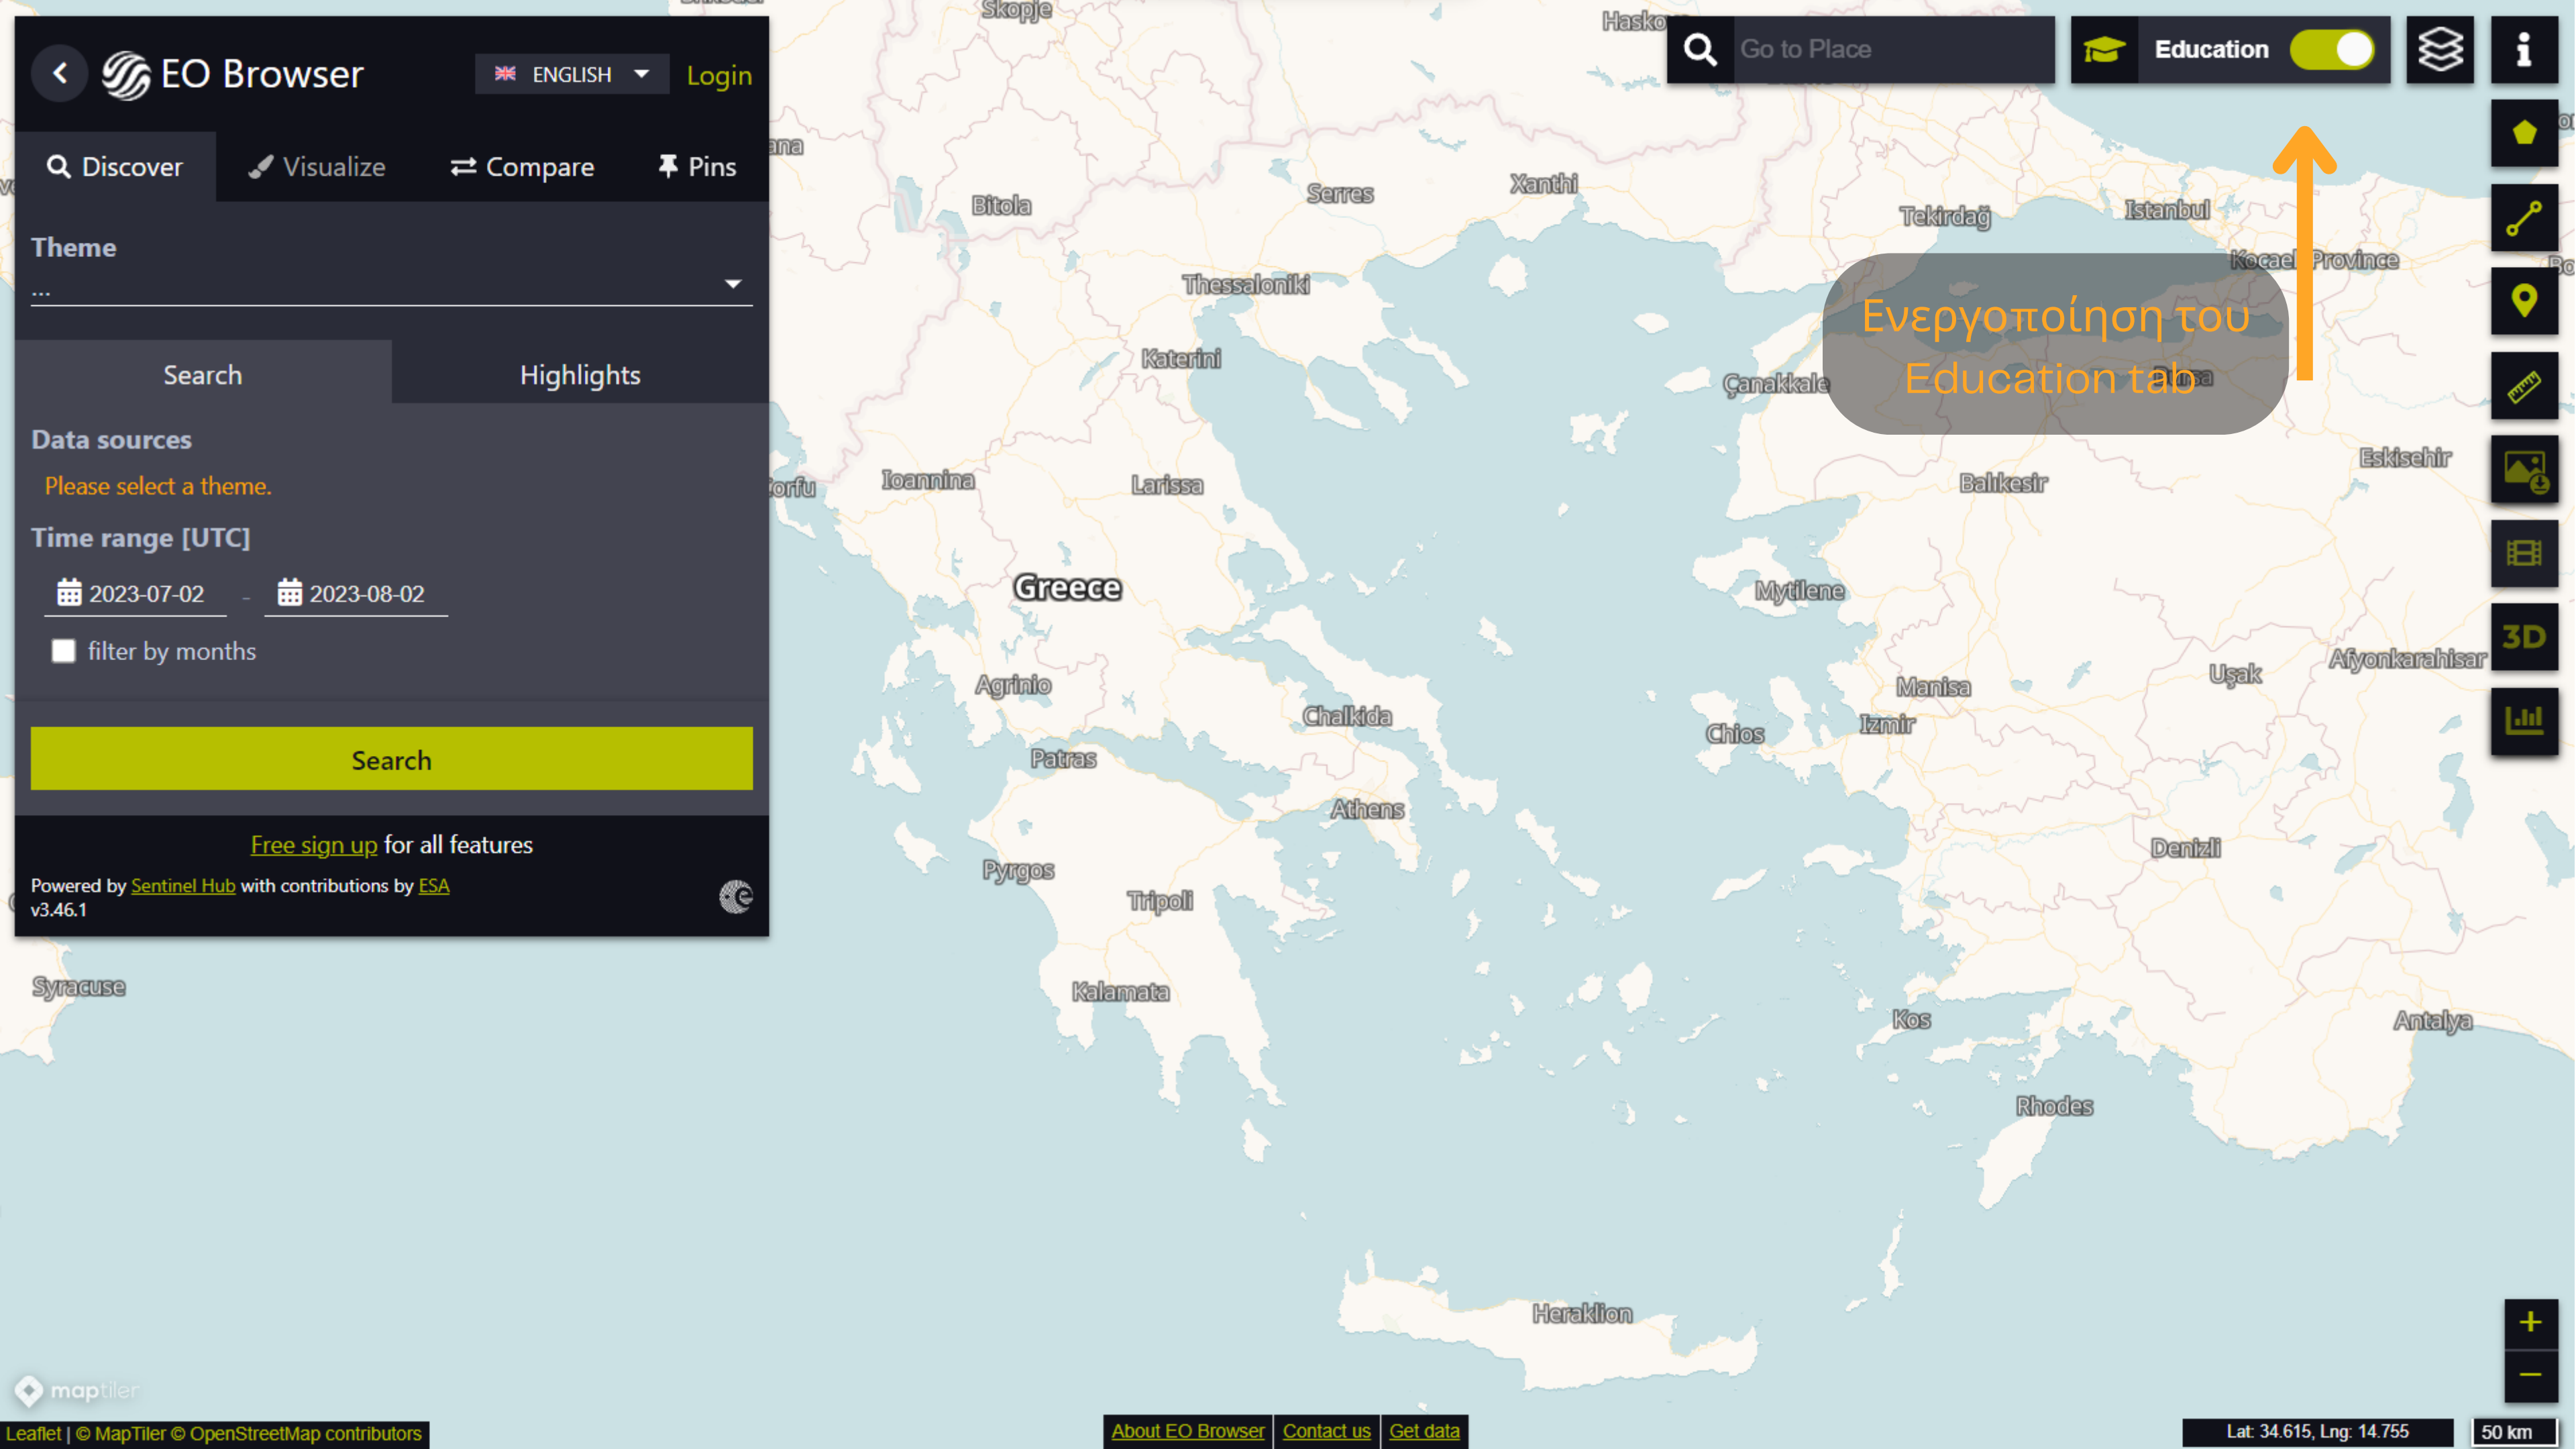 EO Browser
ENGLISH
Login
Discover
Visualize
Compare
Pins
Theme
...
Search
Highlights
Data sources
Please select a theme.
Time range [UTC]
2023-07-02 - 2023-08-02
filter by months
Search
Free sign up for all features
Powered by Sentinel Hub with contributions by ESA
v3.46.1
Go to Place
Education
Ενεργοποίηση του
Education tab
3D
Skopje
Bitola
Serres
Xanthi
Tekirdağ
Istanbul
Kocaeli Province
Thessaloniki
Katerini
Çanakkale
Eskisehir
Ioannina
Larissa
Balıkesir
Greece
Mytilene
Agrinio
Afyonkarahisar
Uşak
Manisa
Chalkida
Izmir
Chios
Patras
Athens
Denizli
Pyrgos
Tripoli
Syracuse
Kalamata
Kos
Antalya
Rhodes
Heraklion
+
−
maptiler
Leaflet | © MapTiler © OpenStreetMap contributors
About EO Browser
Contact us
Get data
Lat: 34.615, Lng: 14.755
50 km